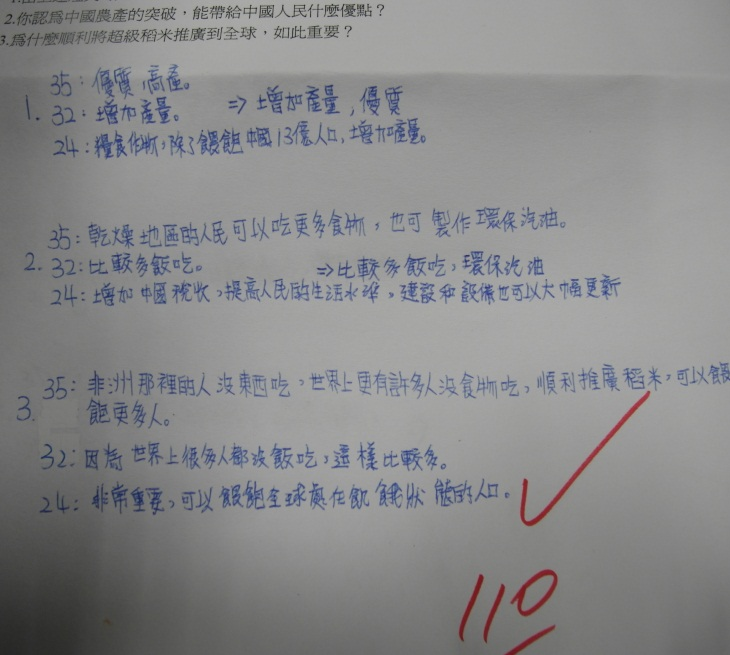 2.你認爲中國農產的突破，能帶給中國人民什麼優點？
3.爲什麼順利將超級稻米推廣到全球，如此重要？
35：優質，高產。
1. 32：增加產量。 => 增加產量，優質
24：糧食作物，除了餵飽中國13億人口，增加產量。
35：乾燥地區的人民可以吃更多食物，也可製作環保汽油。
2. 32：比較多飯吃。 => 比較多飯吃，環保汽油
24：增加中國稅收，提高人民的生活水準，建設和設備也可以大幅更新
35：非洲那裡的人沒東西吃，世界上更有許多人沒食物吃，順利推廣稻米，可以餵
3. 飽更多人。
32：因為世界上很多人都沒飯吃，這樣比較多。
24：非常重要，可以餵飽全球處在飢餓狀態的人口。
110